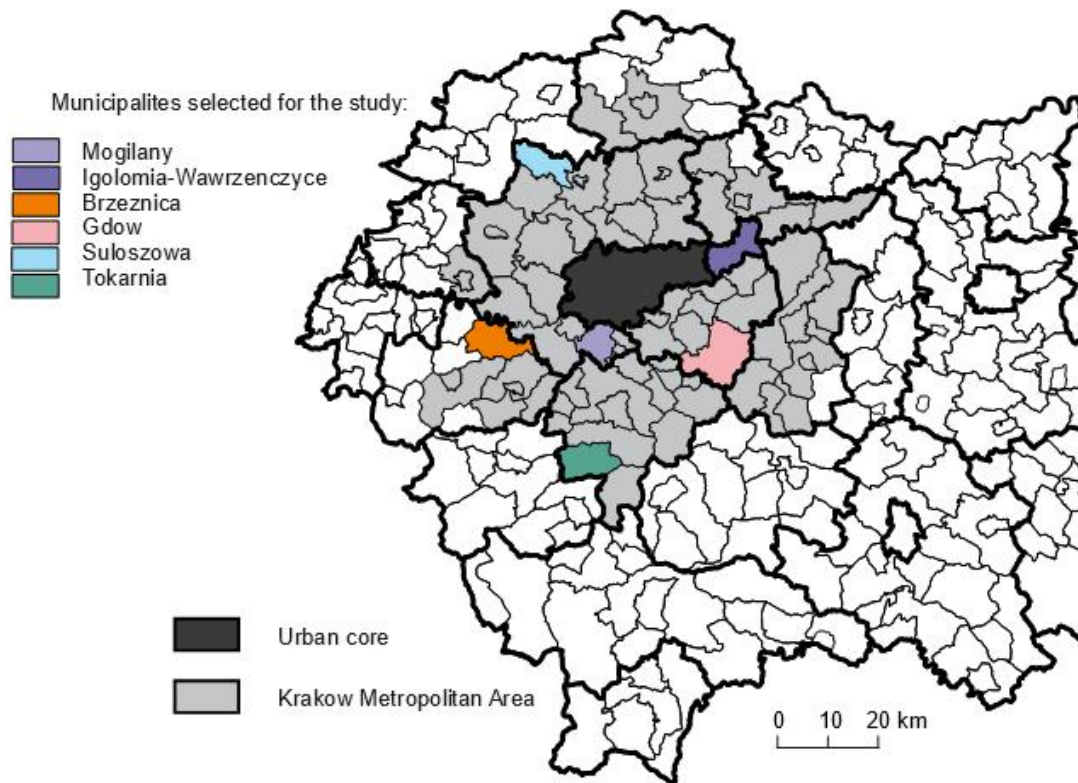 Municipalites selected for the study:
Mogilany
Igolomia-Wawrzenczyce
Brzeznica
Gdow
Suloszowa
Tokarnia
Urban core
Krakow Metropolitan Area
0 10 20 km